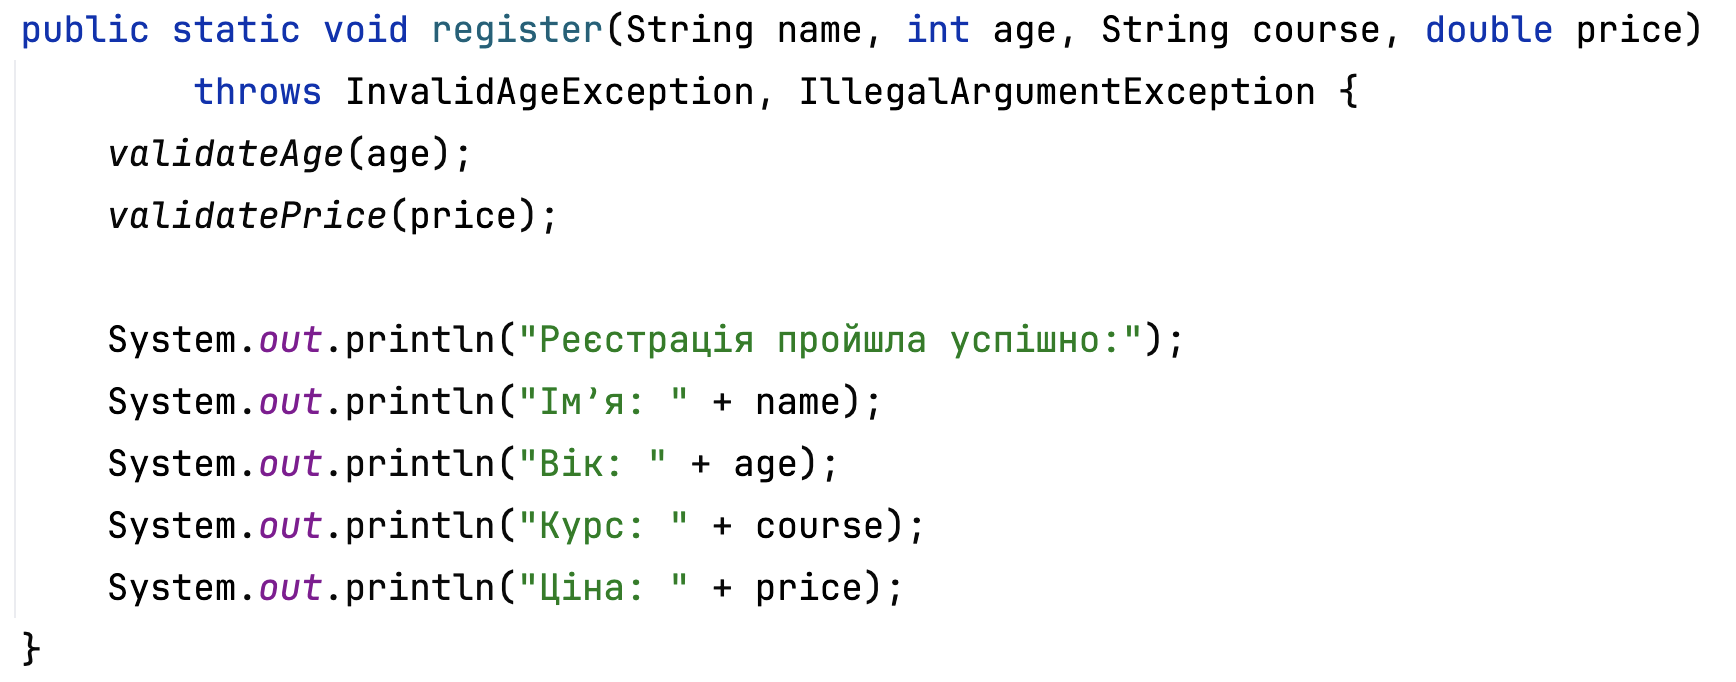 public static void register(String name, int age, String course, double price)
        throws InvalidAgeException, IllegalArgumentException {
    validateAge(age);
    validatePrice(price);

    System.out.println("Реєстрація пройшла успішно:");
    System.out.println("Ім’я: " + name);
    System.out.println("Вік: " + age);
    System.out.println("Курс: " + course);
    System.out.println("Ціна: " + price);
}